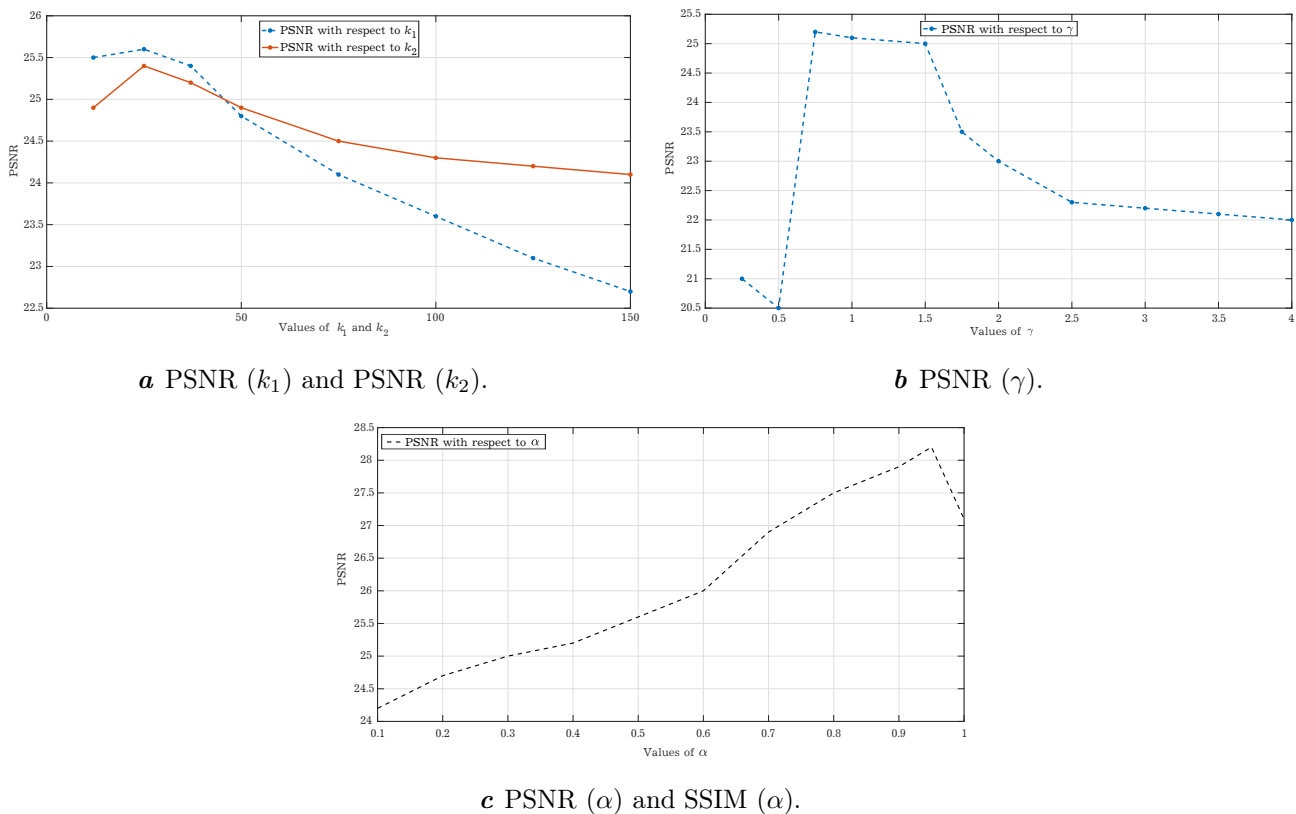 26
25.5
25
24.5
24
23.5
23
22.5
PSNR
PSNR with respect to k₁
PSNR with respect to k₂
0 50 100 150
Values of k₁ and k₂
a PSNR (k₁) and PSNR (k₂).
25.5
25
24.5
24
23.5
23
22.5
22
21.5
21
20.5
PSNR
PSNR with respect to γ
0 0.5 1 1.5 2 2.5 3 3.5 4
Values of γ
b PSNR (γ).
28.5
28
27.5
27
26.5
26
25.5
25
24.5
24
PSNR
PSNR with respect to α
0.1 0.2 0.3 0.4 0.5 0.6 0.7 0.8 0.9 1
Values of α
c PSNR (α) and SSIM (α).